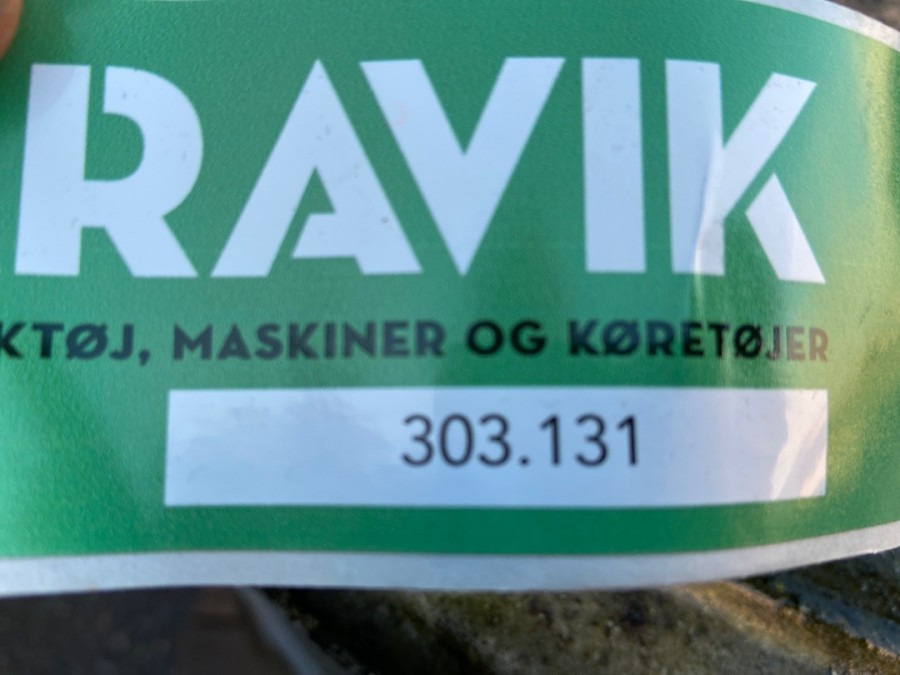 RAVIK
KTØJ, MASKINER OG KØRETØJER
303.131